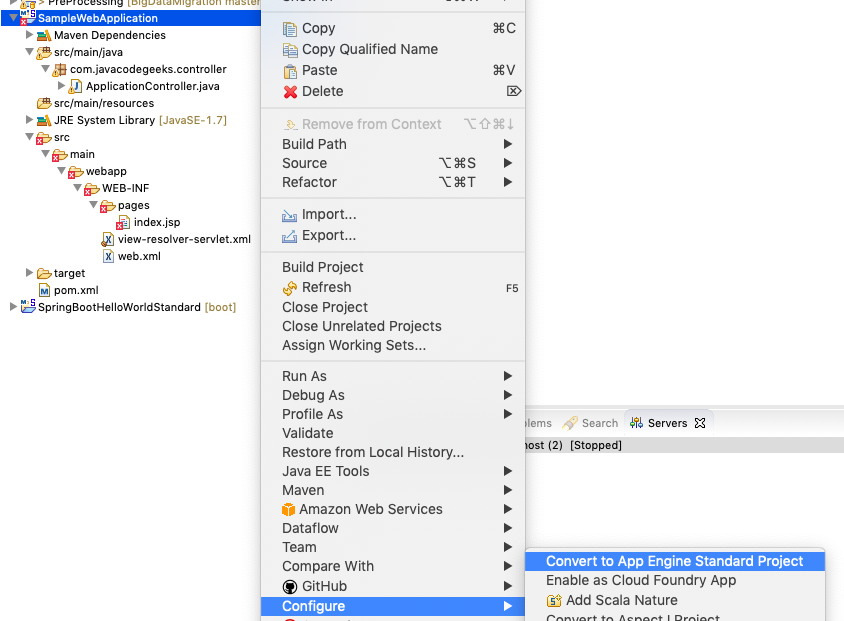 > PreProcessing [BigDataMigration master
SampleWebApplication
Maven Dependencies
src/main/java
com.javacodegeeks.controller
ApplicationController.java
src/main/resources
JRE System Library [JavaSE-1.7]
src
main
webapp
WEB-INF
pages
index.jsp
view-resolver-servlet.xml
web.xml
target
pom.xml
SpringBootHelloWorldStandard [boot]
Show In
Copy ⌘C
Copy Qualified Name
Paste ⌘V
Delete ⌦
Remove from Context ⌥⇧⌘↓
Build Path
Source ⌥⌘S
Refactor ⌥⌘T
Import...
Export...
Build Project
Refresh F5
Close Project
Close Unrelated Projects
Assign Working Sets...
Run As
Debug As
Profile As
Validate
Restore from Local History...
Java EE Tools
Maven
Amazon Web Services
Dataflow
Team
Compare With
GitHub
Configure
Search Servers
host (2) [Stopped]
Convert to App Engine Standard Project
Enable as Cloud Foundry App
Add Scala Nature
Convert to AspectJ Project